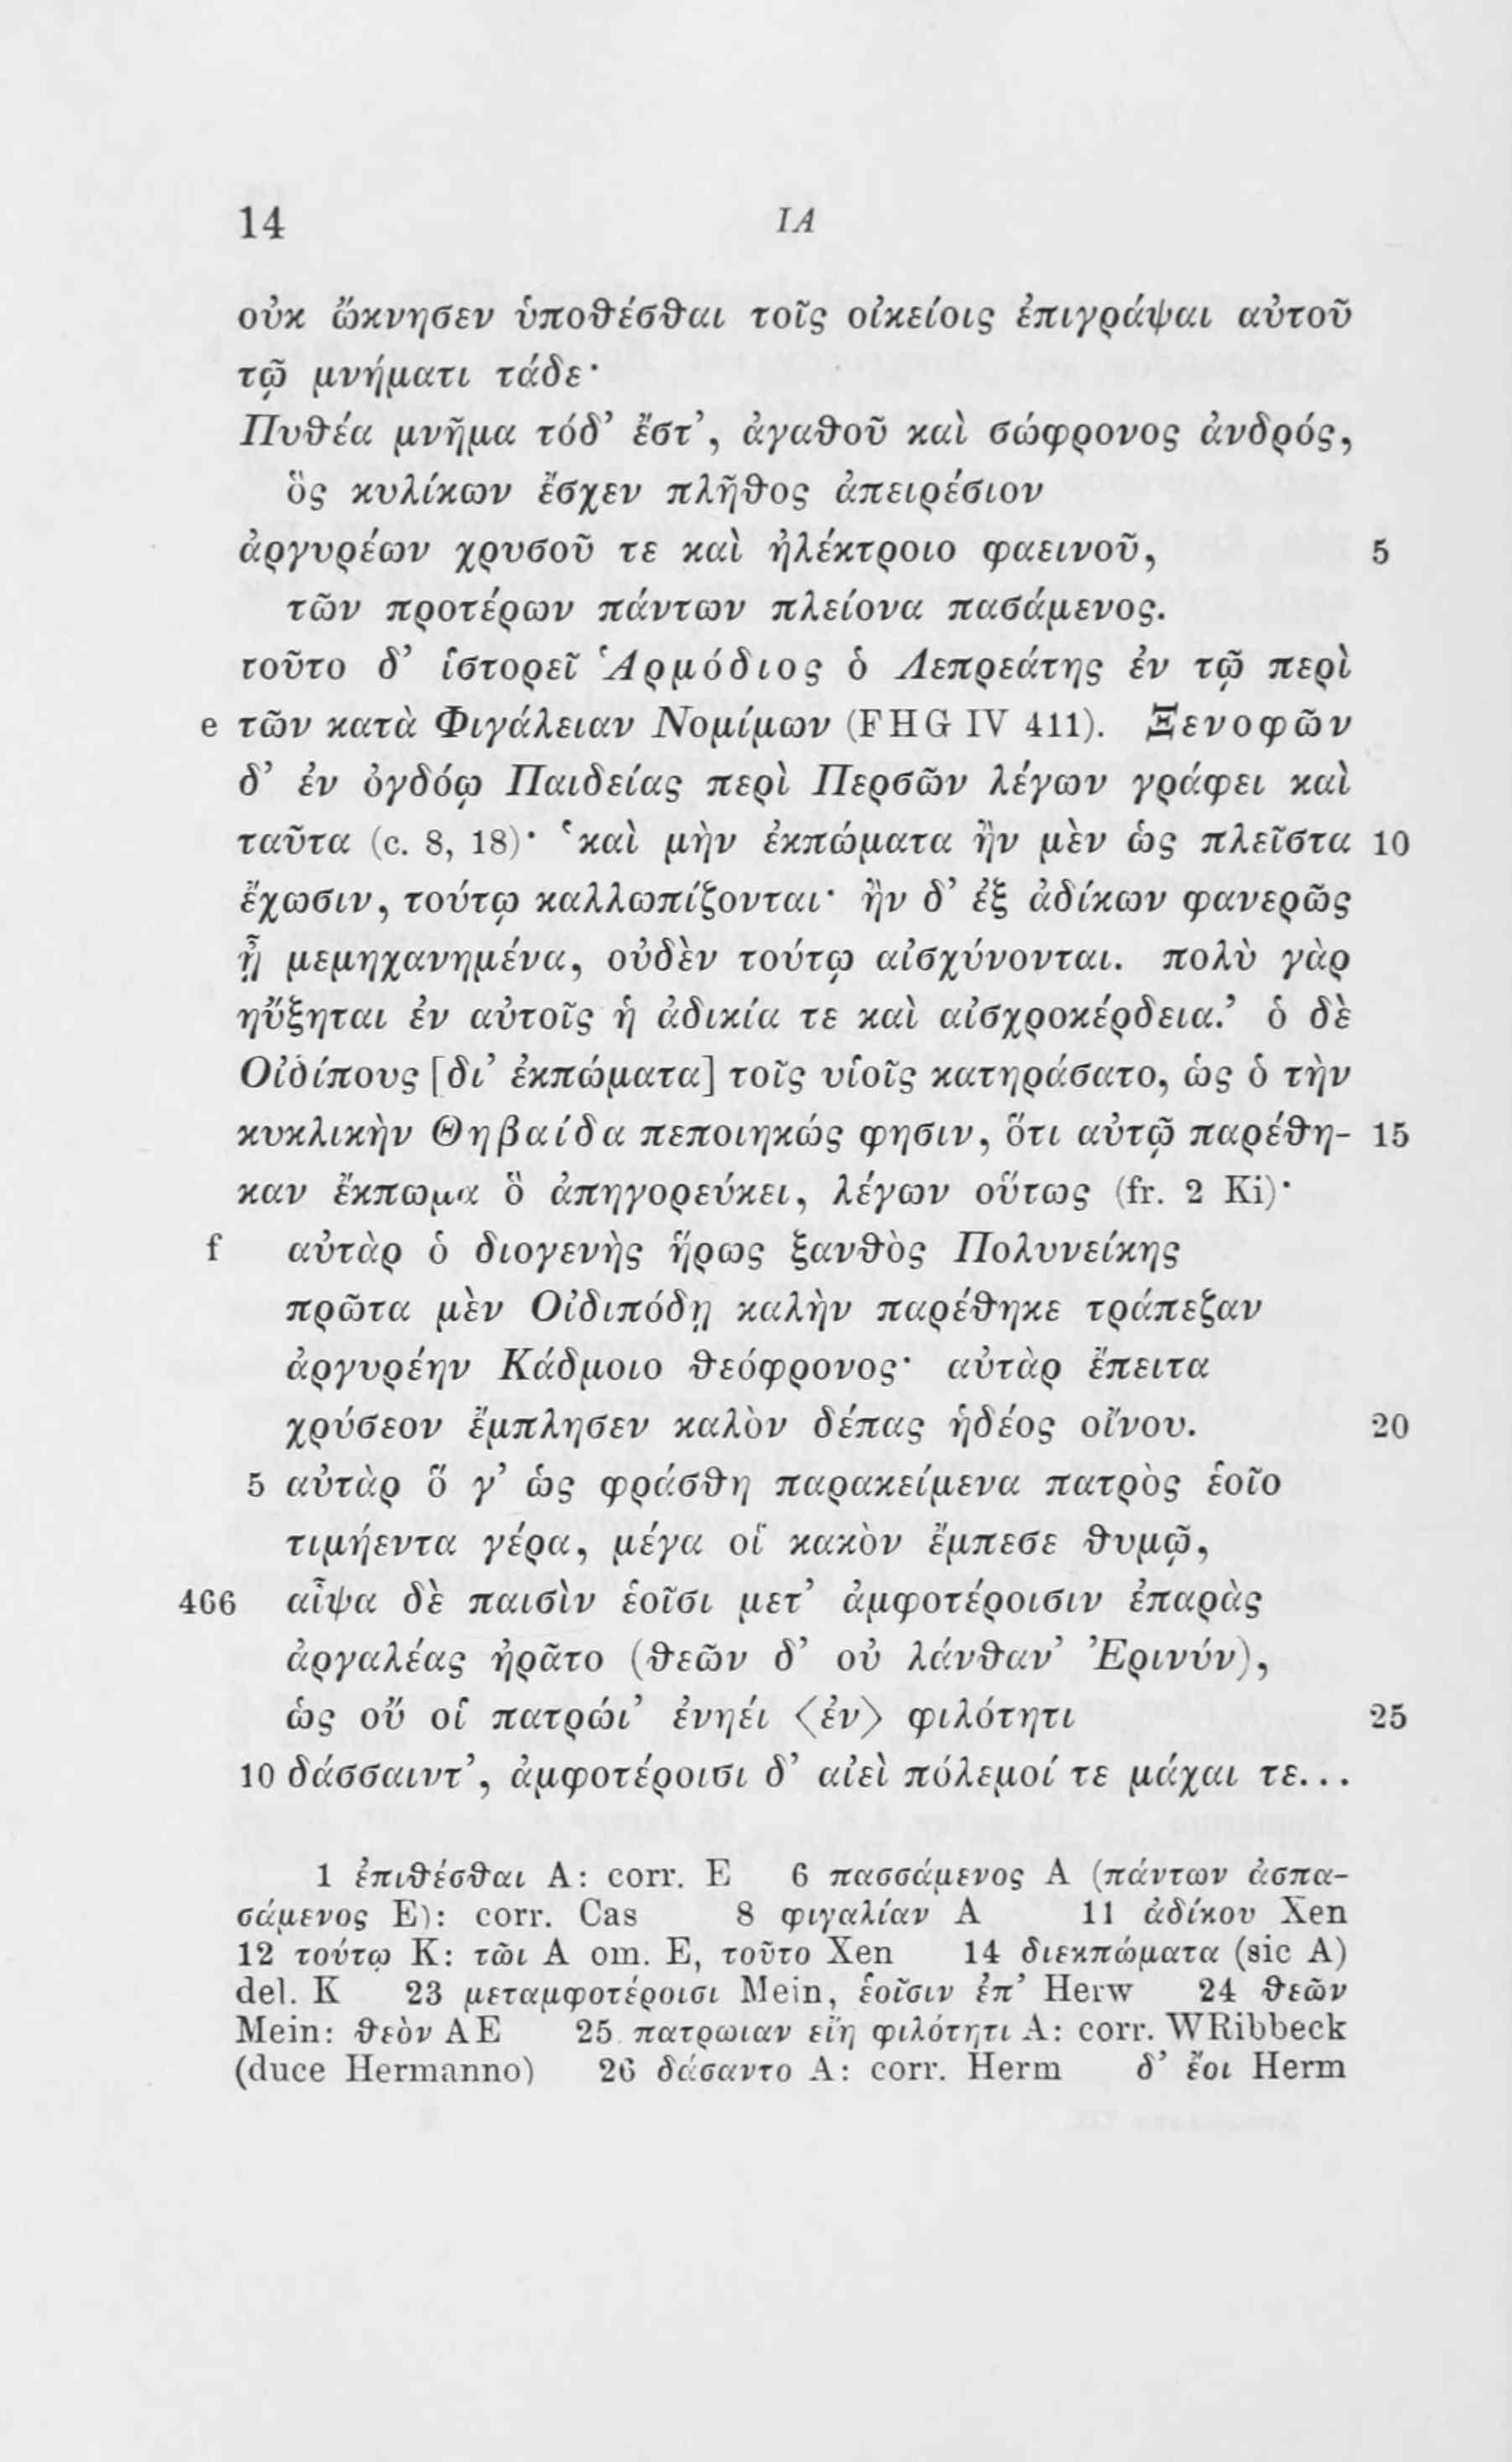 14 ΙΑ
οὐκ ὤκνησεν ὑποθέσθαι τοῖς οἰκείοις ἐπιγράψαι αὐτοῦ
τῷ μνήματι τάδε·
Πυθέα μνῆμα τόδ’ ἔστ’, ἀγαθοῦ καὶ σώφρονος ἀνδρός,
ὃς κυλίκων ἔσχεν πλῆθος ἀπειρέσιον
ἀργυρέων χρυσοῦ τε καὶ ἠλέκτροιο φαεινοῦ, 5
τῶν προτέρων πάντων πλείονα πασάμενος.
τοῦτο δ’ ἱστορεῖ Ἁρμόδιος ὁ Λεπρεάτης ἐν τῷ περὶ
e τῶν κατὰ Φιγάλειαν Νομίμων (FHG IV 411). Ξενοφῶν
δ’ ἐν ὀγδόῳ Παιδείας περὶ Περσῶν λέγων γράφει καὶ
ταῦτα (c. 8, 18)· ‘καὶ μὴν ἐκπώματα ἢν μὲν ὡς πλεῖστα 10
ἔχωσιν, τούτῳ καλλωπίζονται· ἢν δ’ ἐξ ἀδίκων φανερῶς
ᾖ μεμηχανημένα, οὐδὲν τούτῳ αἰσχύνονται. πολὺ γὰρ
ηὔξηται ἐν αὐτοῖς ἡ ἀδικία τε καὶ αἰσχροκέρδεια.’ ὁ δὲ
Οἰδίπους [δι’ ἐκπώματα] τοῖς υἱοῖς κατηράσατο, ὡς ὁ τὴν
κυκλικὴν Θηβαίδα πεποιηκώς φησιν, ὅτι αὐτῷ παρέθη- 15
καν ἔκπωμα ὃ ἀπηγορεύκει, λέγων οὕτως (fr. 2 Ki)·
f αὐτὰρ ὁ διογενὴς ἥρως ξανθὸς Πολυνείκης
πρῶτα μὲν Οἰδιπόδῃ καλὴν παρέθηκε τράπεζαν
ἀργυρέην Κάδμοιο θεόφρονος· αὐτὰρ ἔπειτα
χρύσεον ἔμπλησεν καλὸν δέπας ἡδέος οἴνου. 20
5 αὐτὰρ ὅ γ’ ὡς φράσθη παρακείμενα πατρὸς ἑοῖο
τιμήεντα γέρα, μέγα οἱ κακὸν ἔμπεσε θυμῷ,
466 αἶψα δὲ παισὶν ἑοῖσι μετ’ ἀμφοτέροισιν ἐπαρὰς
ἀργαλέας ἠρᾶτο (θεῶν δ’ οὐ λάνθαν’ Ἐρινύν),
ὡς οὔ οἱ πατρώι’ ἐνηέι ⟨ἐν⟩ φιλότητι 25
10 δάσσαιντ’, ἀμφοτέροισι δ’ αἰεὶ πόλεμοί τε μάχαι τε...
1 ἐπιθέσθαι A: corr. E 6 πασσάμενος A (πάντων ἀσπα-
σάμενος E): corr. Cas 8 φιγαλίαν A 11 ἀδίκου Xen
12 τούτῳ K: τῶι A om. E, τοῦτο Xen 14 διεκπώματα (sic A)
del. K 23 μεταμφοτέροισι Mein, ἑοῖσιν ἐπ’ Herw 24 θεῶν
Mein: θεὸν AE 25 πατρωιαν εἴη φιλότητι A: corr. WRibbeck
(duce Hermanno) 26 δάσαντο A: corr. Herm δ’ ἔοι Herm